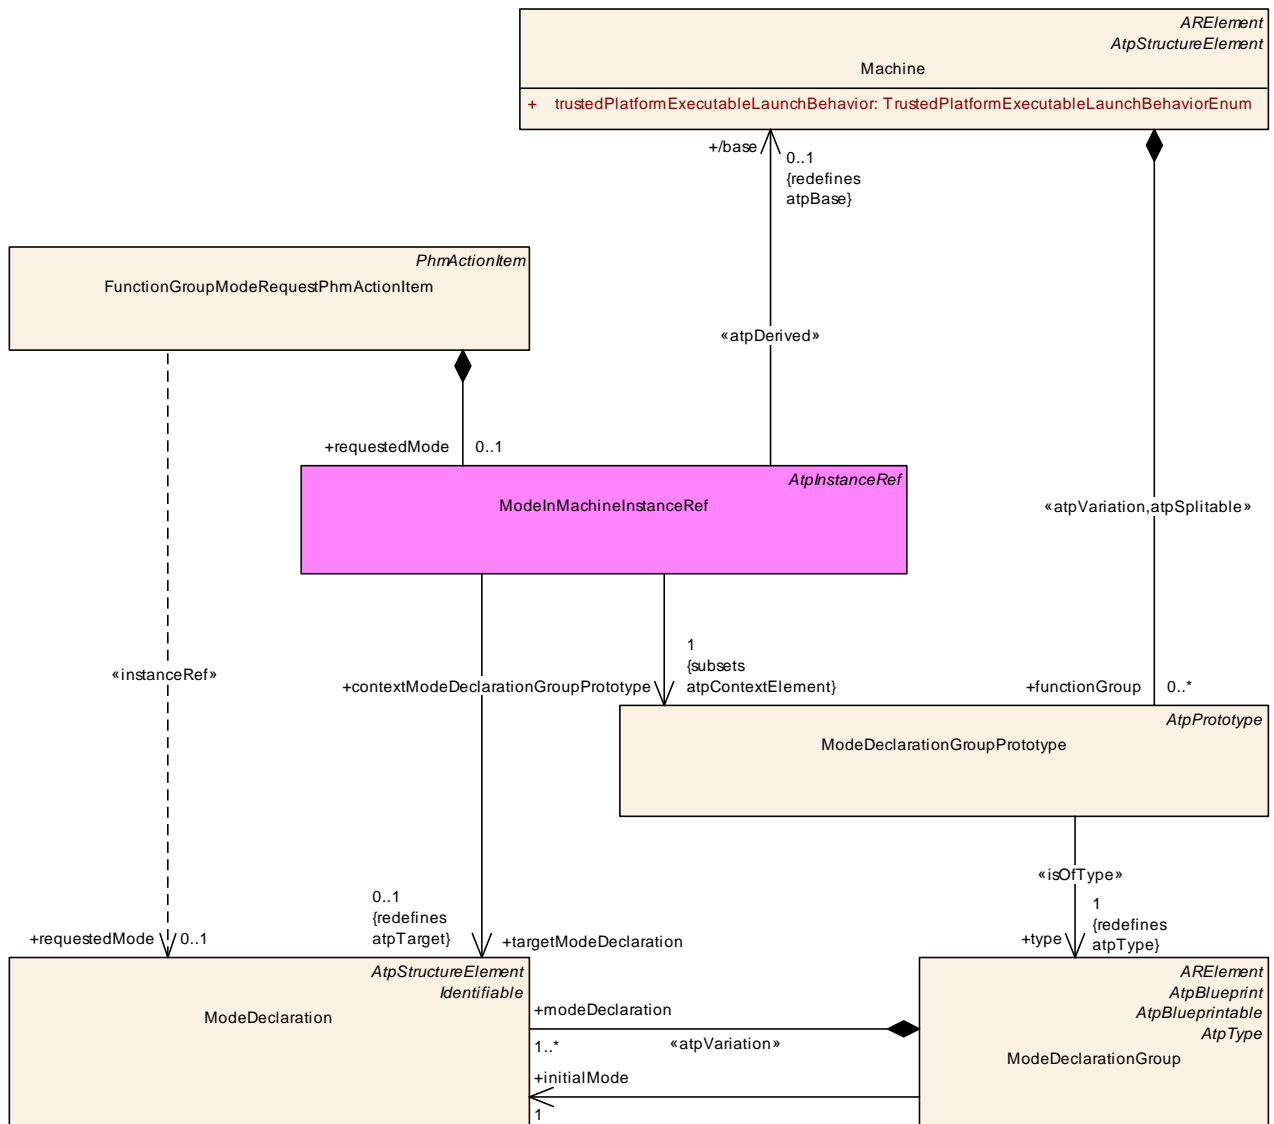 ARElement
AtpStructureElement
Machine
+ trustedPlatformExecutableLaunchBehavior: TrustedPlatformExecutableLaunchBehaviorEnum
+/base
0..1
{redefines
atpBase}
PhmActionItem
FunctionGroupModeRequestPhmActionItem
«atpDerived»
+requestedMode 0..1
AtpInstanceRef
ModeInMachineInstanceRef
«atpVariation,atpSplitable»
«instanceRef»
1
{subsets
atpContextElement}
+contextModeDeclarationGroupPrototype
+functionGroup 0..*
AtpPrototype
ModeDeclarationGroupPrototype
«isOfType»
0..1
{redefines
atpTarget}
1
{redefines
atpType}
+requestedMode 0..1
+targetModeDeclaration
+type
AtpStructureElement
Identifiable
ModeDeclaration
ARElement
AtpBlueprint
AtpBlueprintable
AtpType
ModeDeclarationGroup
+modeDeclaration
1..*
«atpVariation»
+initialMode
1